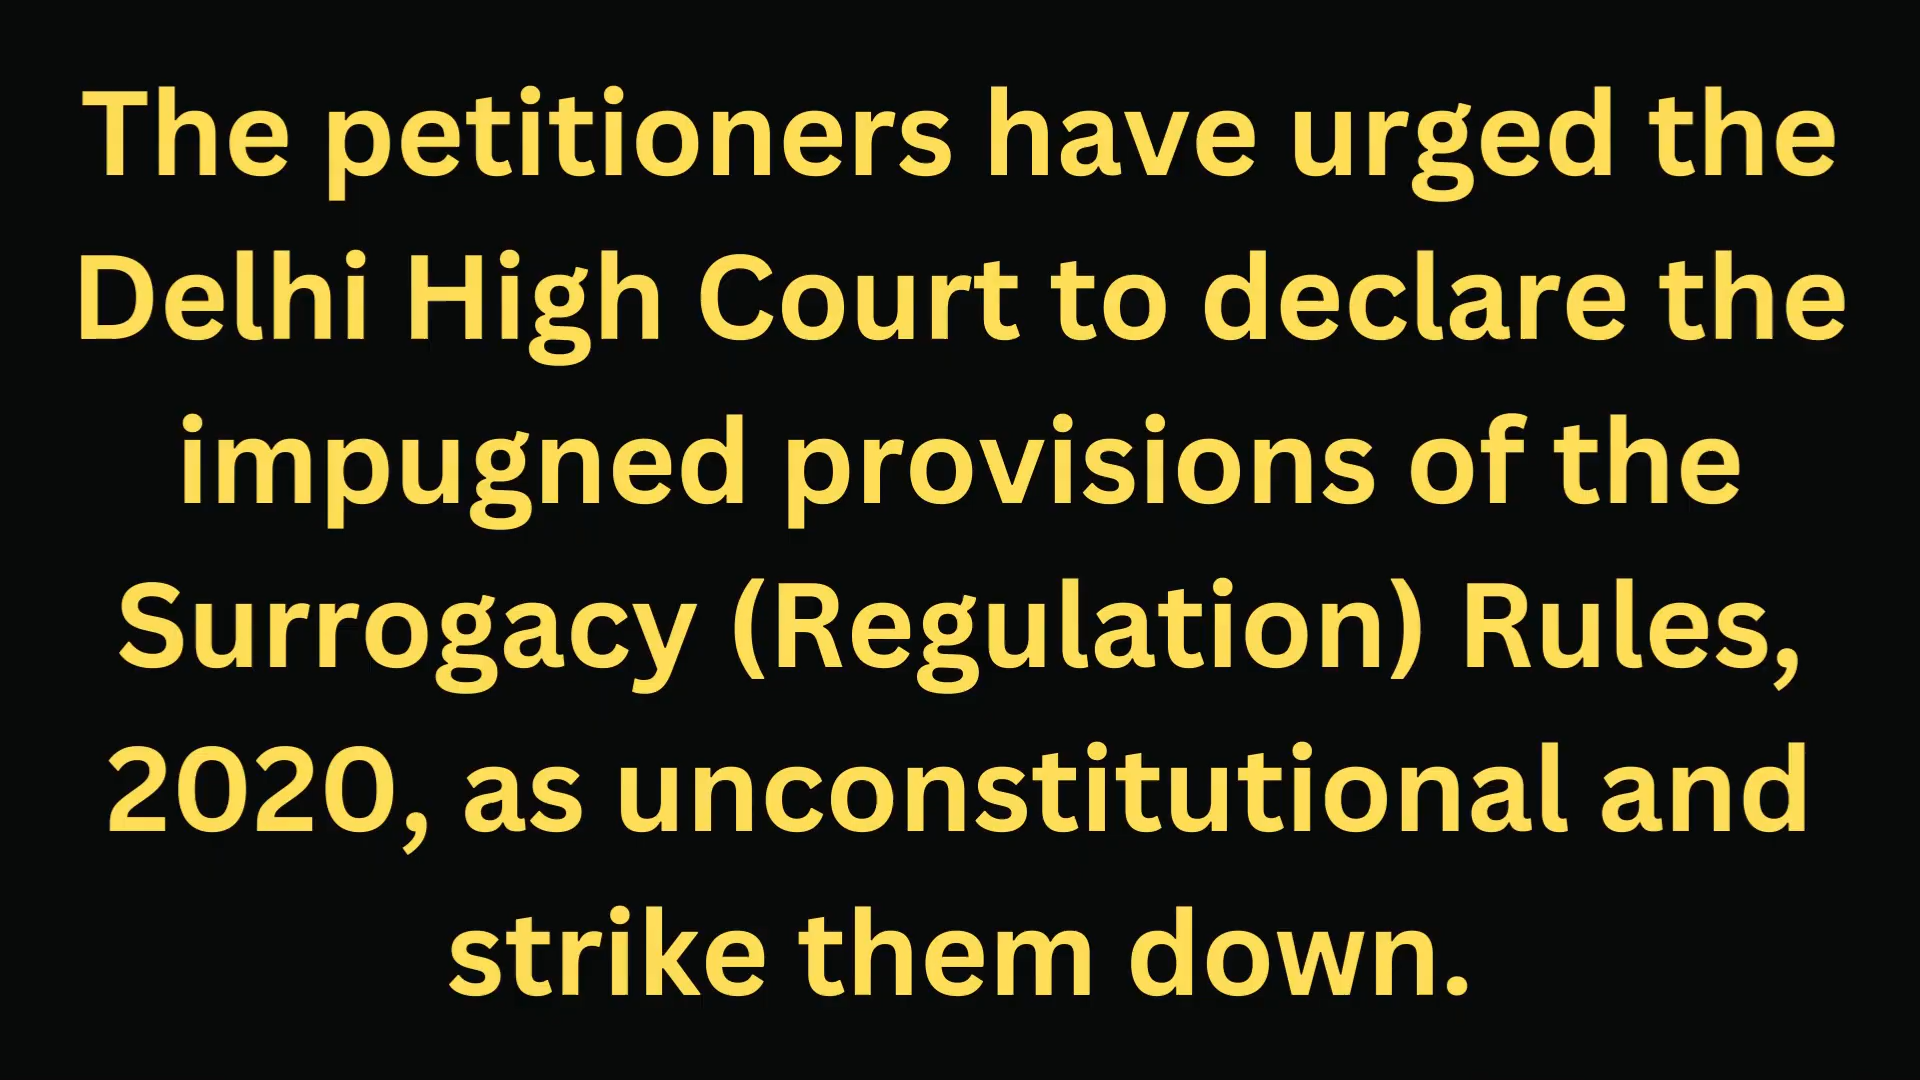 The petitioners have urged the
Delhi High Court to declare the
impugned provisions of the
Surrogacy (Regulation) Rules,
2020, as unconstitutional and
strike them down.